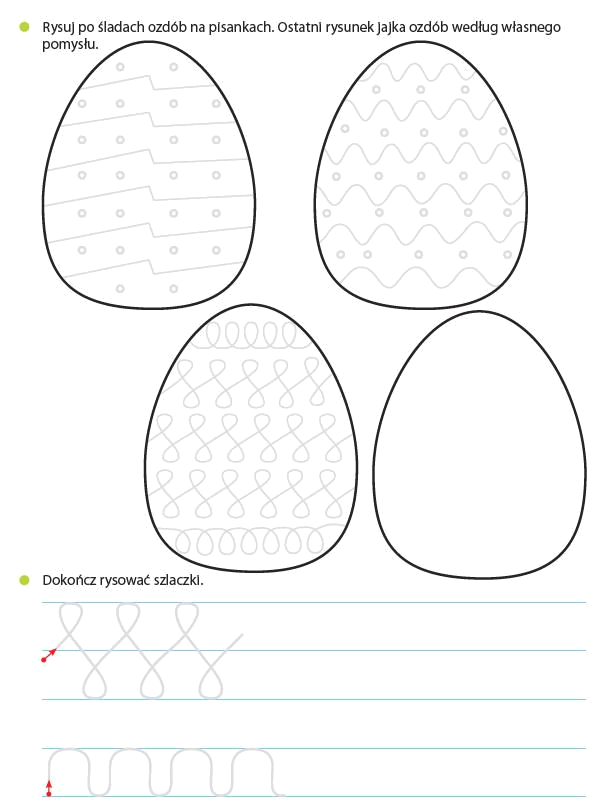 Rysuj po śladach ozdób na pisankach. Ostatni rysunek jajka ozdób według własnego
pomysłu.
Dokończ rysować szlaczki.